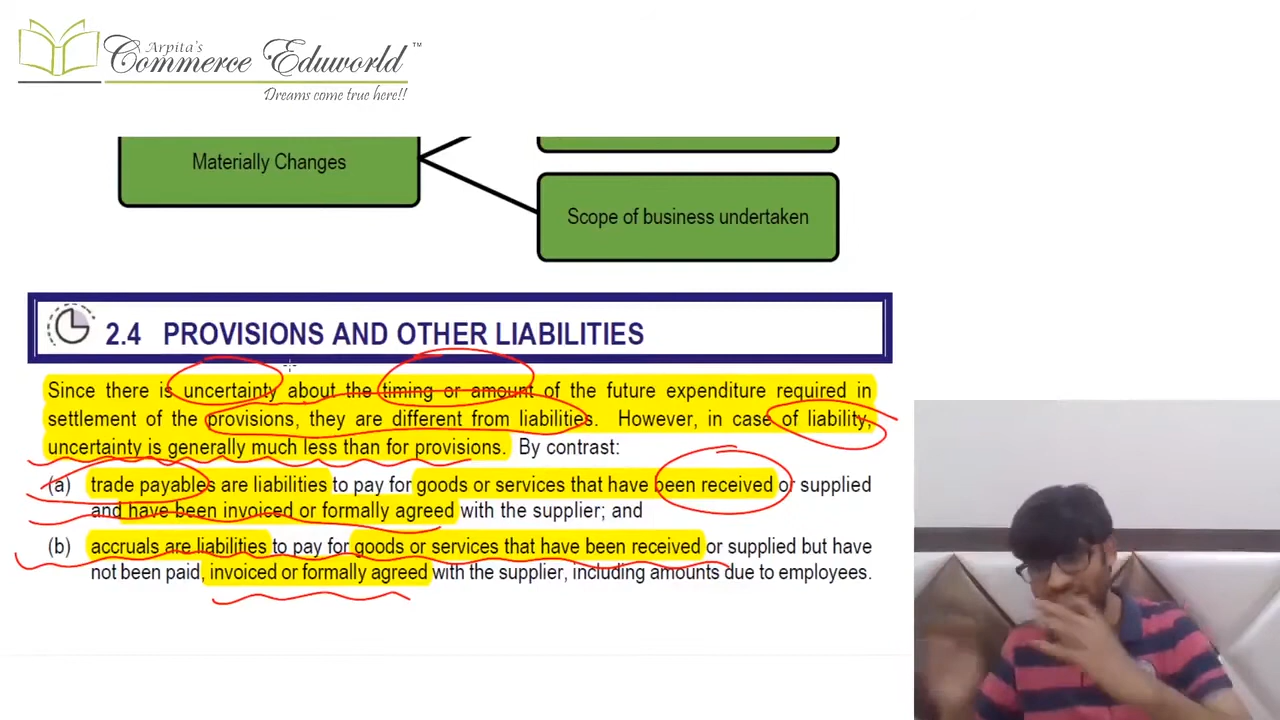 Arpita's
Commerce Eduworld™
Dreams come true here!!
Materially Changes
Scope of business undertaken
2.4 PROVISIONS AND OTHER LIABILITIES
Since there is uncertainty about the timing or amount of the future expenditure required in
settlement of the provisions, they are different from liabilities. However, in case of liability,
uncertainty is generally much less than for provisions. By contrast:
(a) trade payables are liabilities to pay for goods or services that have been received or supplied
and have been invoiced or formally agreed with the supplier; and
(b) accruals are liabilities to pay for goods or services that have been received or supplied but have
not been paid, invoiced or formally agreed with the supplier, including amounts due to employees.